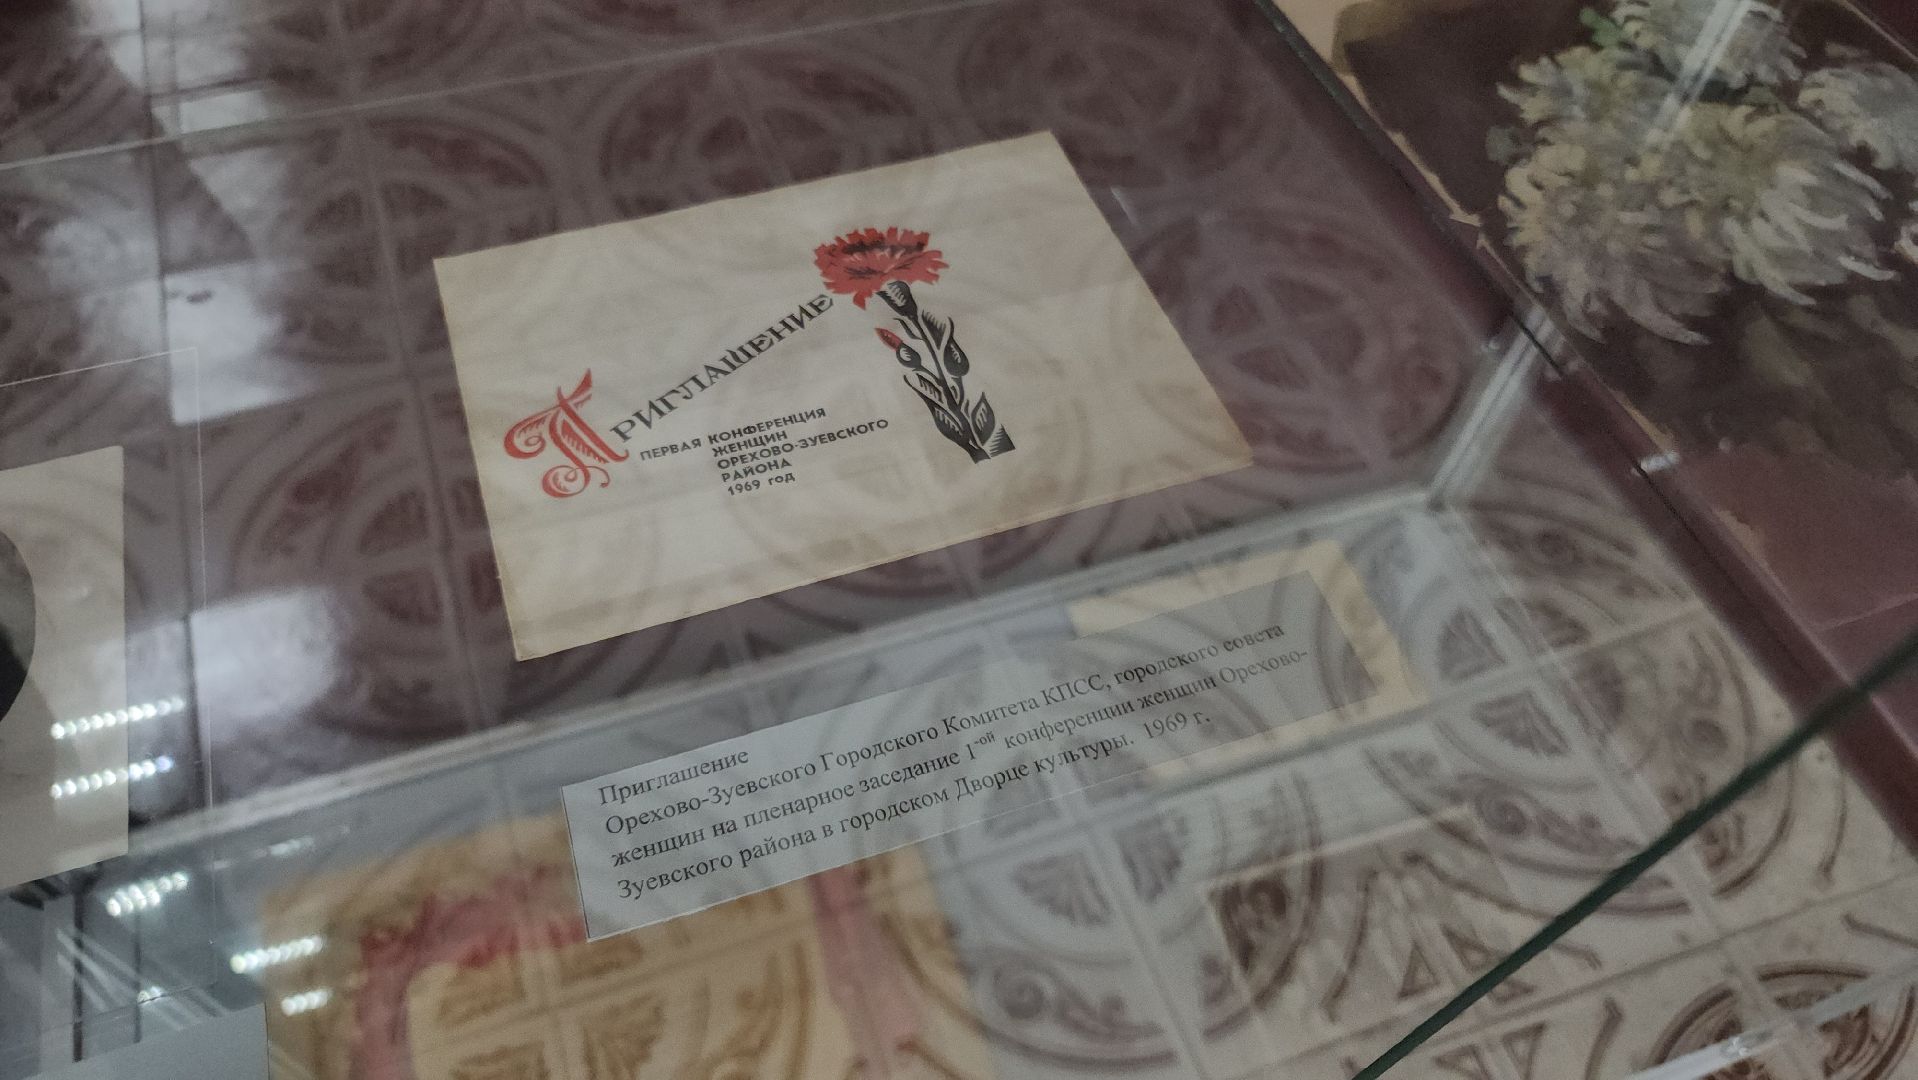 Приглашение
ПЕРВАЯ КОНФЕРЕНЦИЯ
ЖЕНЩИН
ОРЕХОВО-ЗУЕВСКОГО
РАЙОНА
1969 год
Приглашение
Орехово-Зуевского Городского Комитета КПСС, городского совета
женщин на пленарное заседание 1-ой конференции женщин Орехово-
Зуевского района в городском Дворце культуры. 1969 г.